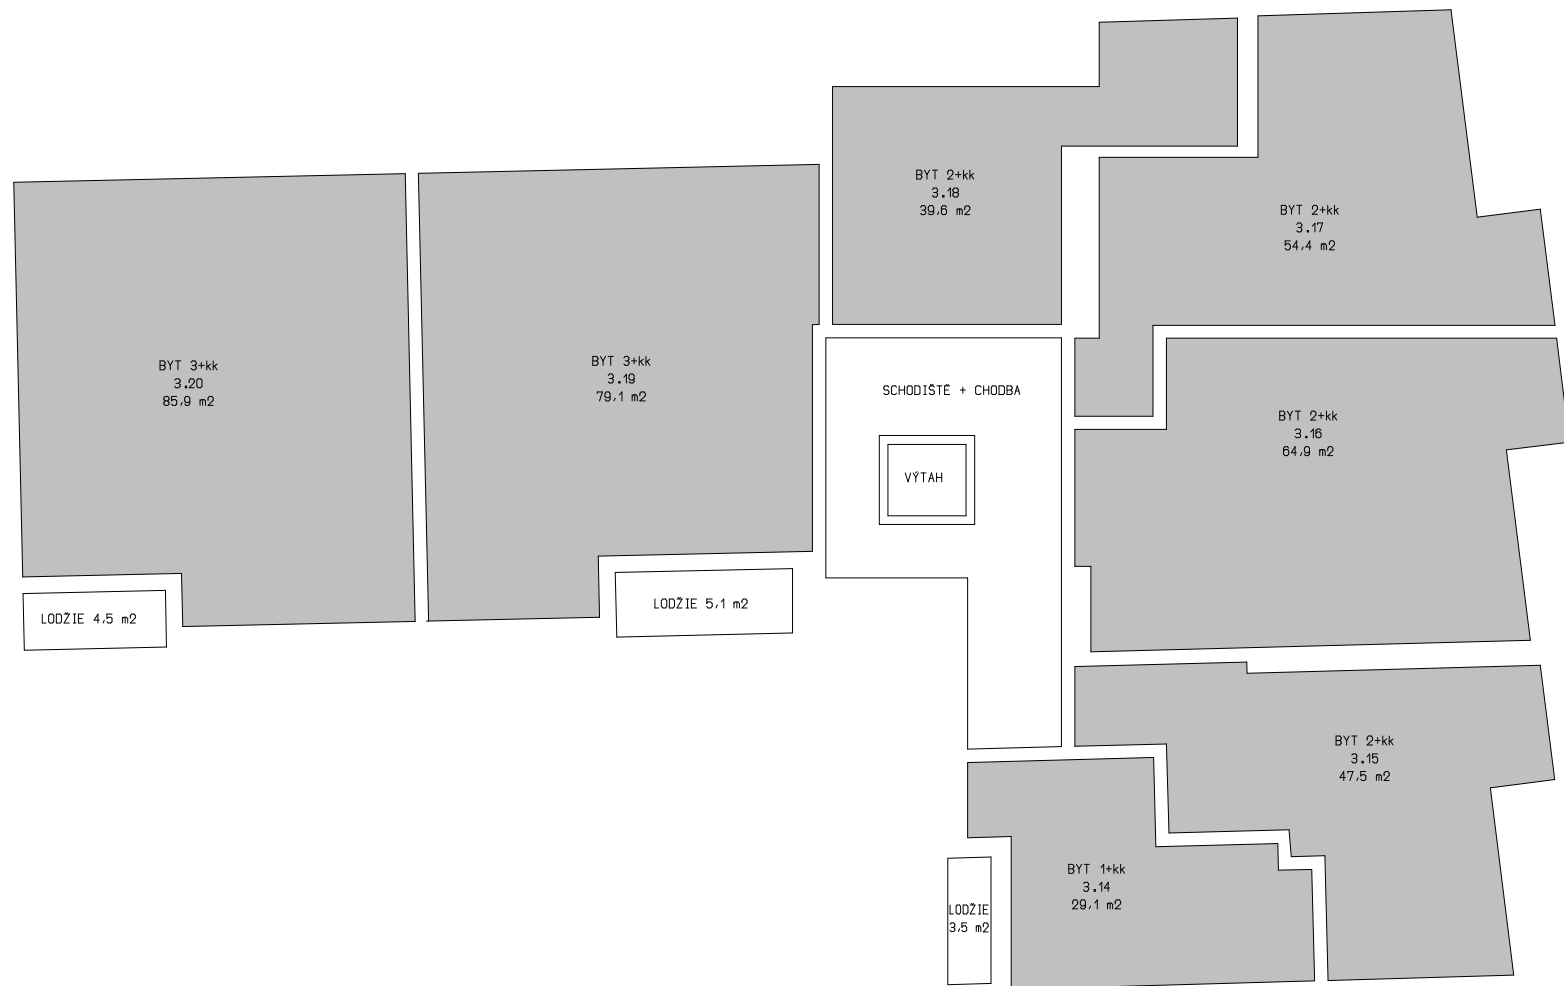 BYT 2+kk
3.18
39,6 m2
BYT 2+kk
3.17
54,4 m2
BYT 3+kk
3.20
85,9 m2
BYT 3+kk
3.19
79,1 m2
SCHODIŠTĚ + CHODBA
VÝTAH
BYT 2+kk
3.16
64,9 m2
LODŽIE 4,5 m2
LODŽIE 5,1 m2
BYT 2+kk
3.15
47,5 m2
BYT 1+kk
3.14
29,1 m2
LODŽIE
3,5 m2